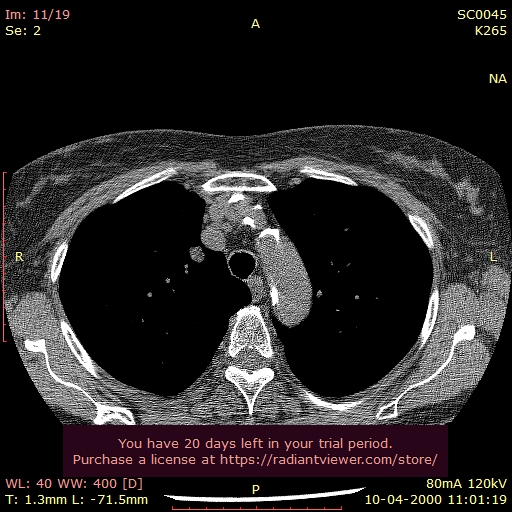 Im: 11/19
Se: 2
A
SC0045
K265
NA
R
L
You have 20 days left in your trial period.
Purchase a license at https://radiantviewer.com/store/
WL: 40 WW: 400 [D]
T: 1.3mm L: -71.5mm
P
80mA 120kV
10-04-2000 11:01:19